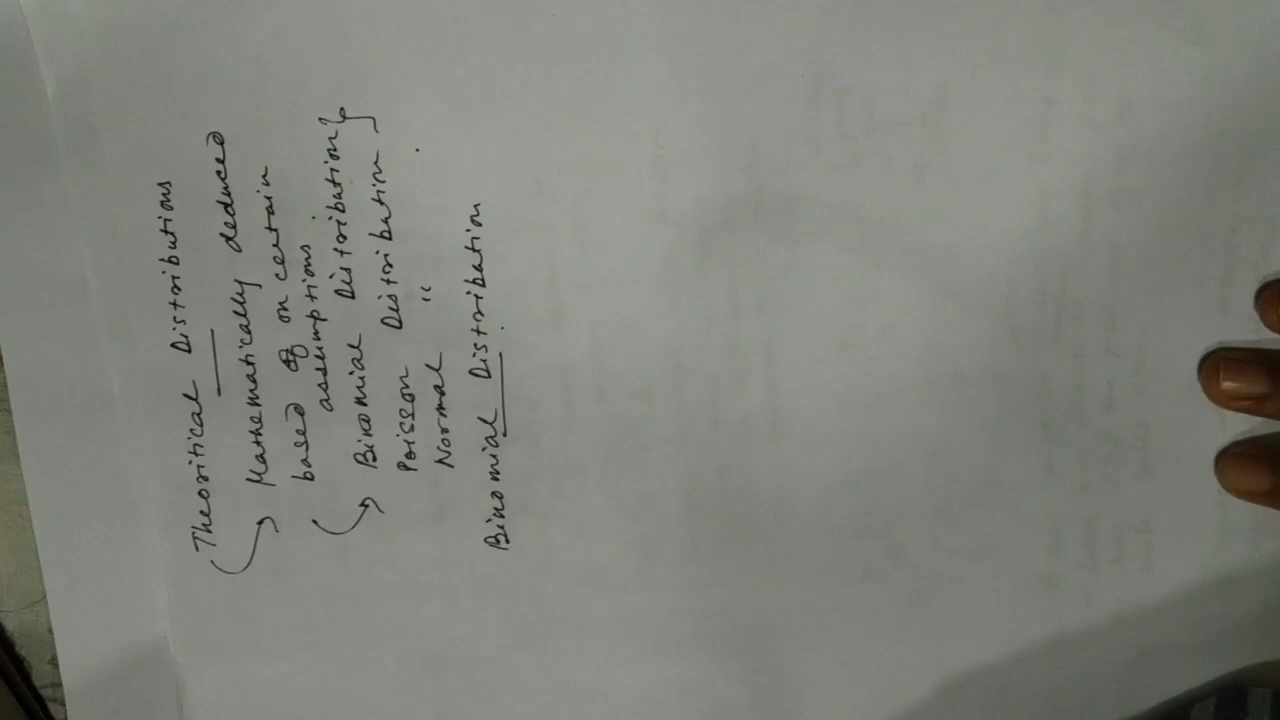 Theoritical Distributions
→ Mathematically deduced
based on certain
assumptions
→ Binomial Distribution }
Poisson Distribution
Normal "
Binomial Distribution